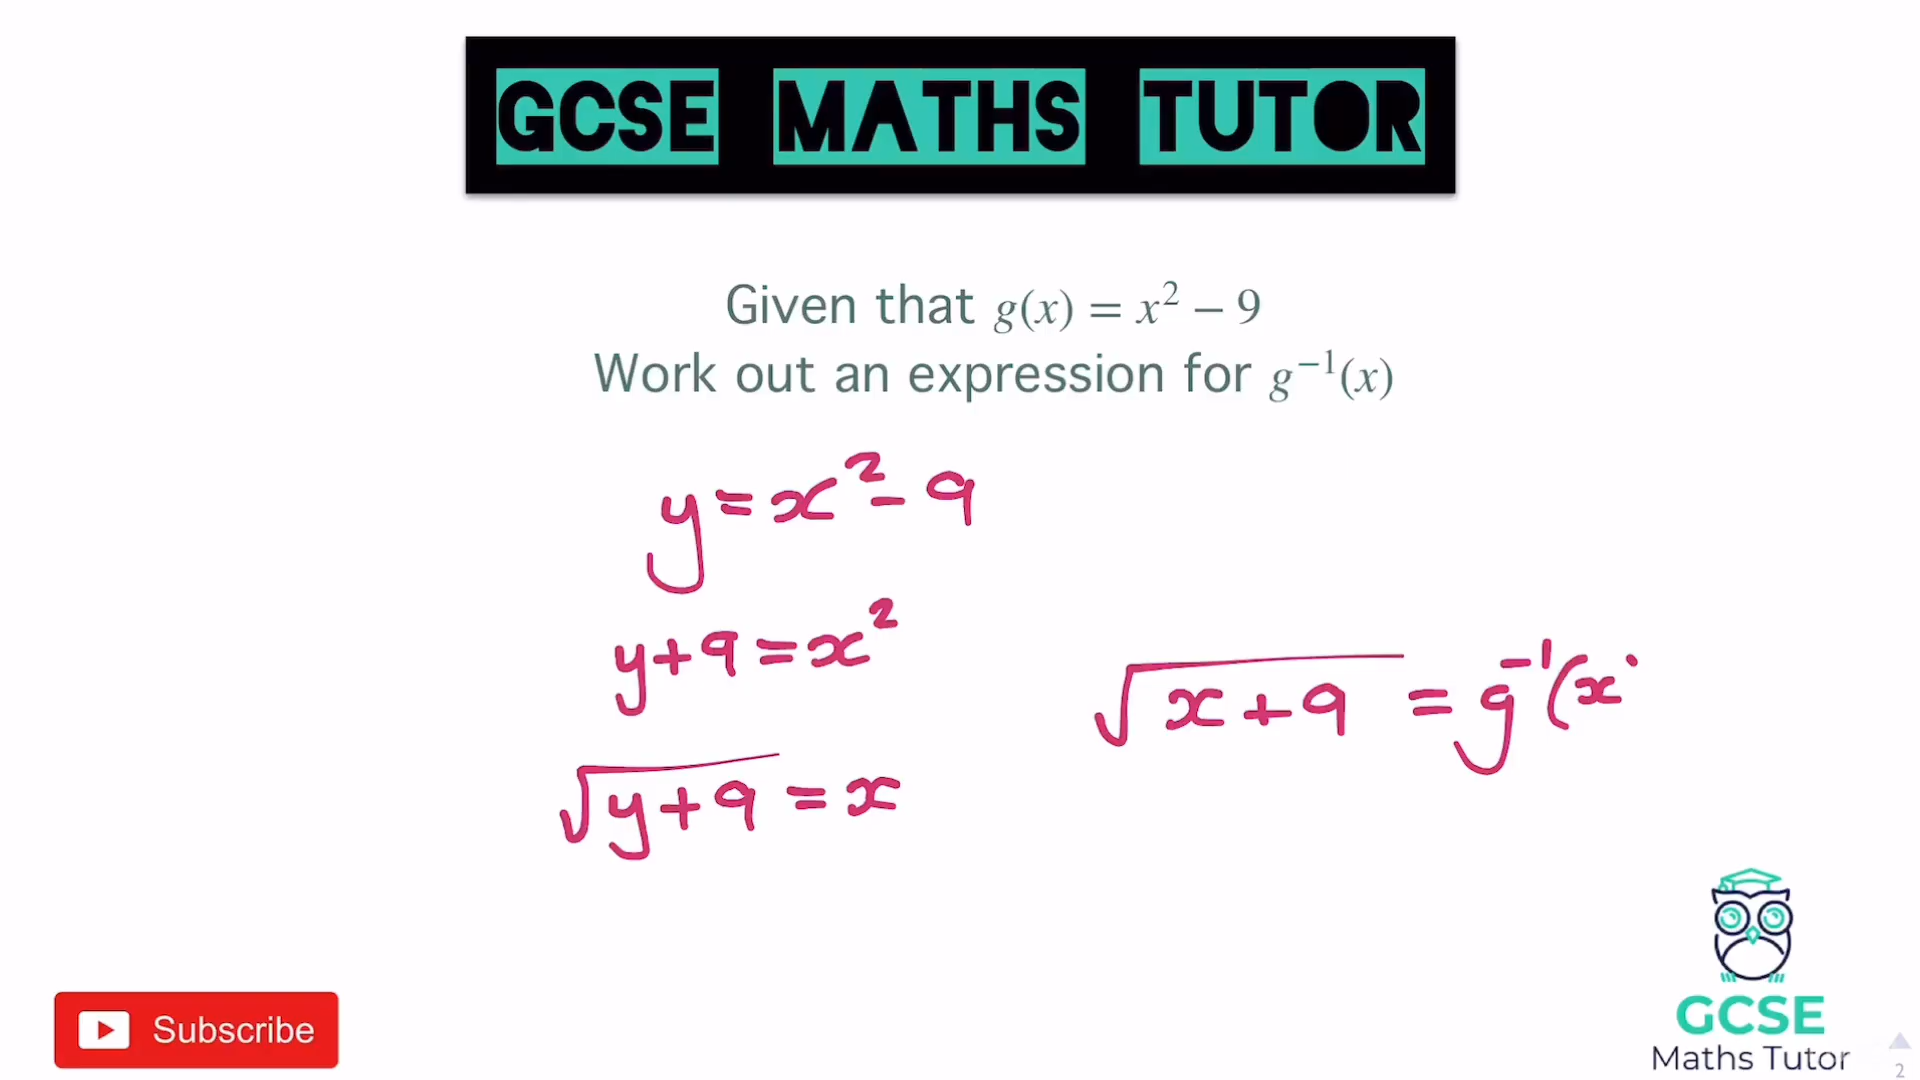 GCSE MATHS TUTOR
Given that g(x) = x² − 9
Work out an expression for g⁻¹(x)
y = x² - 9
y + 9 = x²
√(y + 9) = x
√(x + 9) = g⁻¹(x
Subscribe
GCSE
Maths Tutor
2